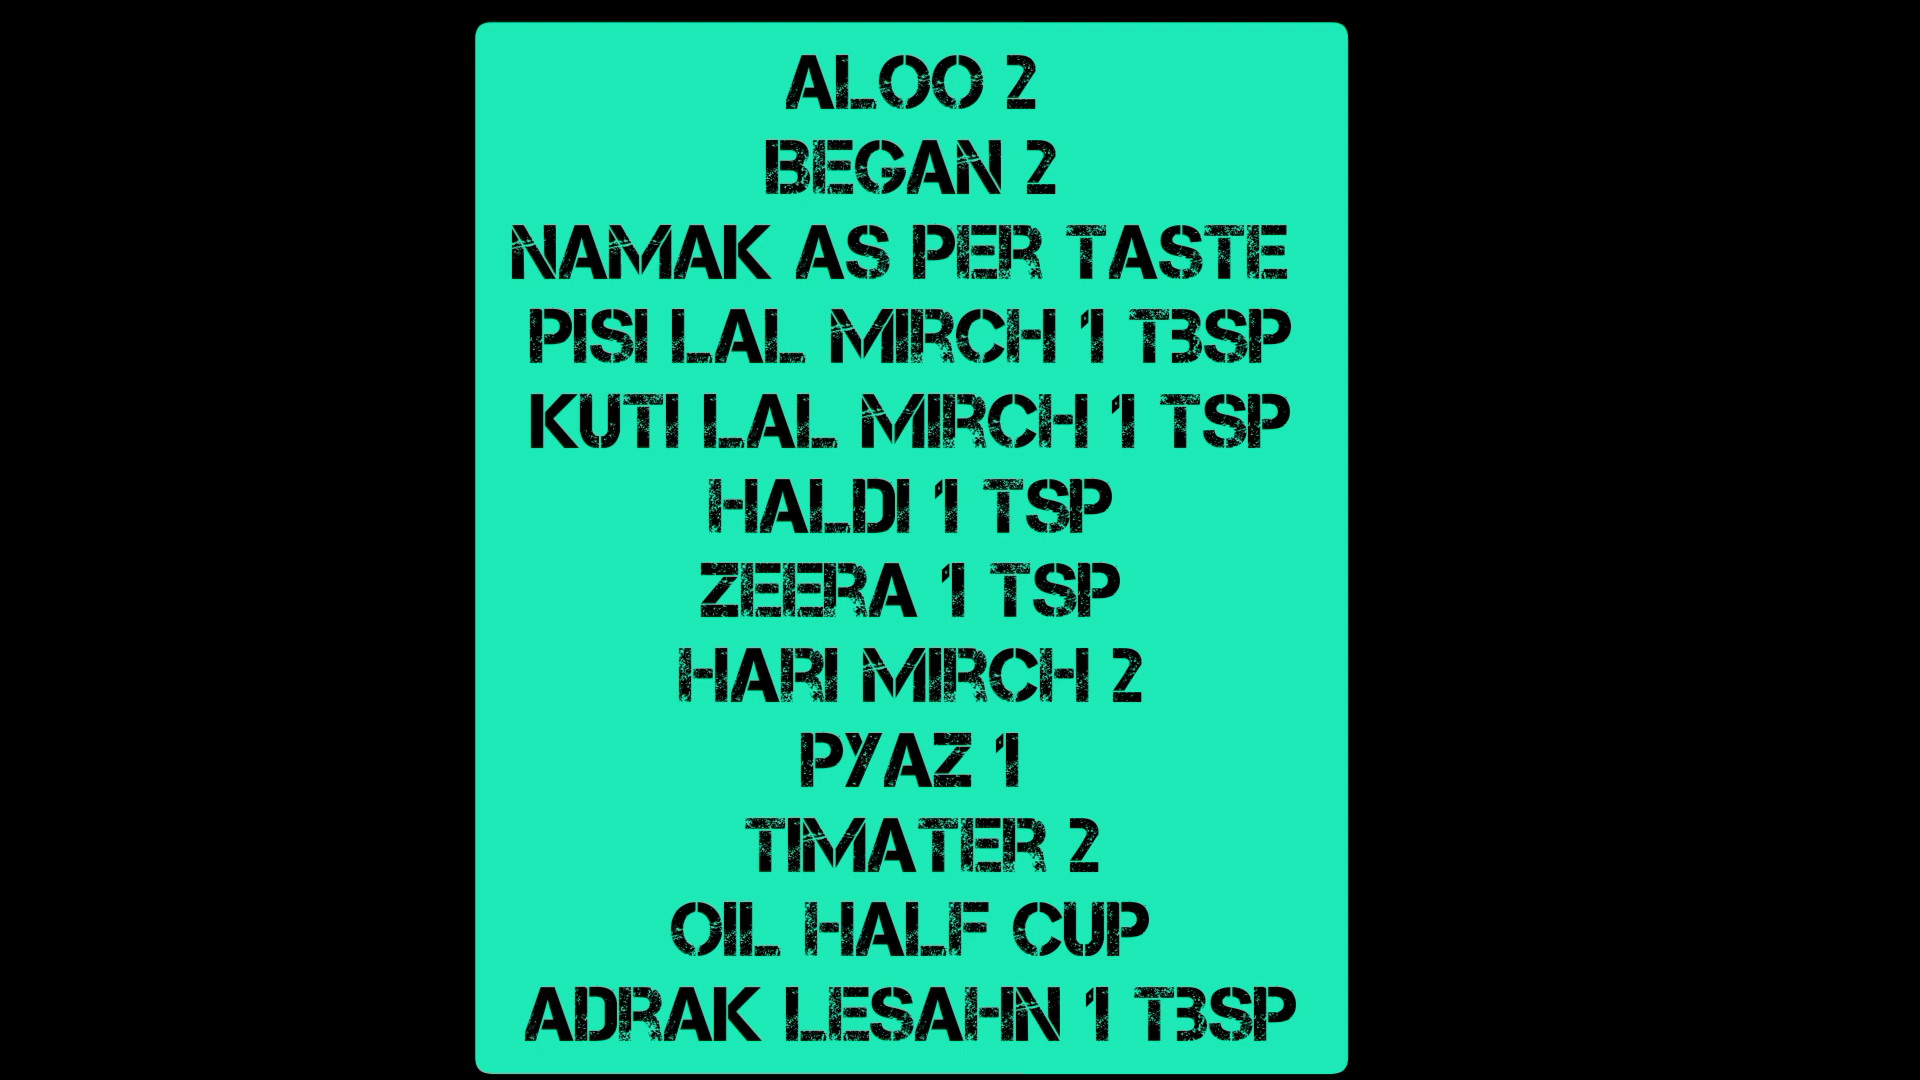 ALOO 2
BEGAN 2
NAMAK AS PER TASTE
PISI LAL MIRCH 1 TBSP
KUTI LAL MIRCH 1 TSP
HALDI 1 TSP
ZEERA 1 TSP
HARI MIRCH 2
PYAZ 1
TIMATER 2
OIL HALF CUP
ADRAK LESAHN 1 TBSP